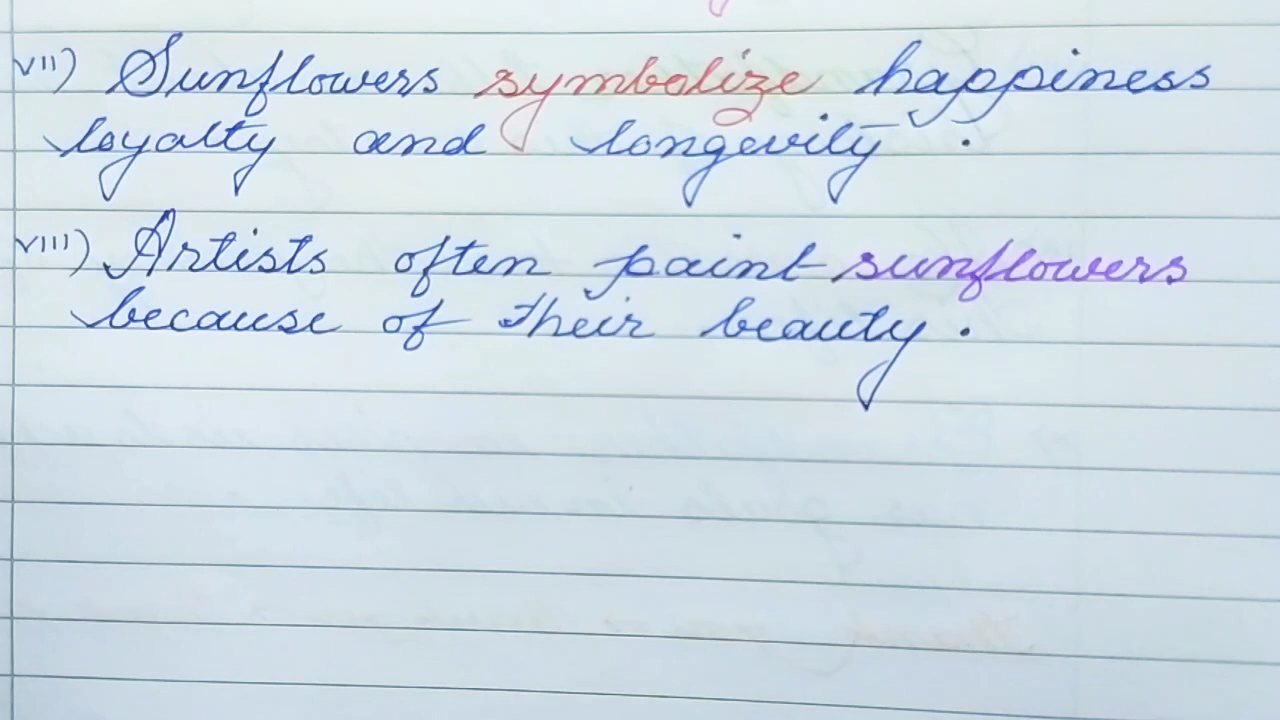 vii) Sunflowers symbolize happiness
loyalty and longevity.
viii) Artists often paint sunflowers
because of their beauty.